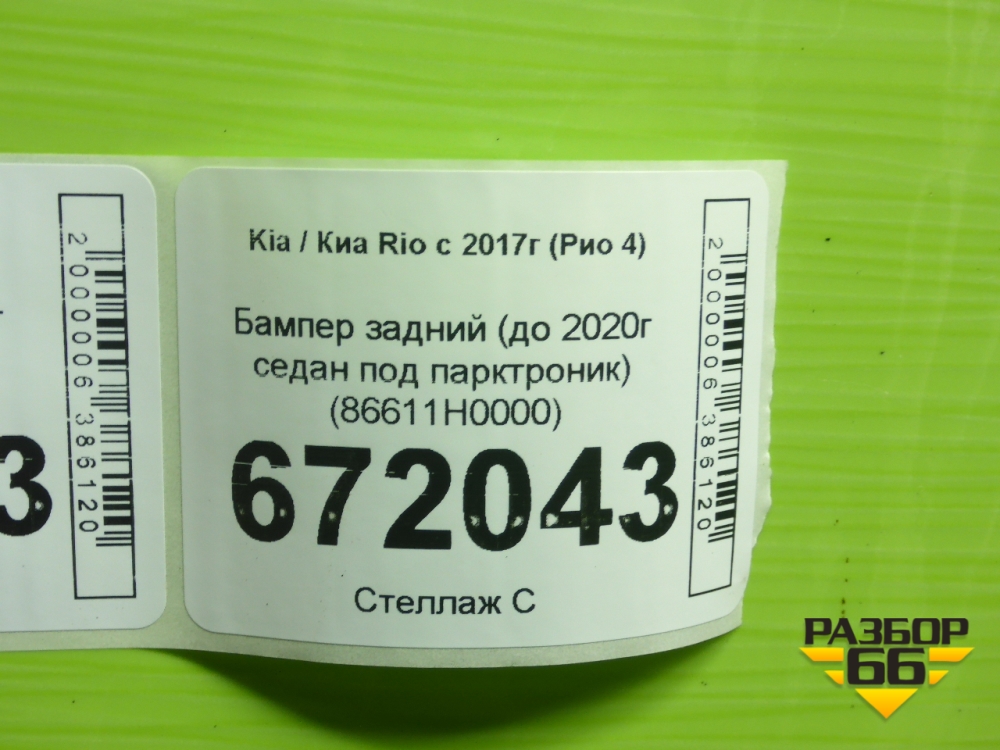 Kia / Киа Rio с 2017г (Рио 4)
Бампер задний (до 2020г
седан под парктроник)
(86611H0000)
672043
Стеллаж С
2000006386120
3
2000006386120
РАЗБОР
66